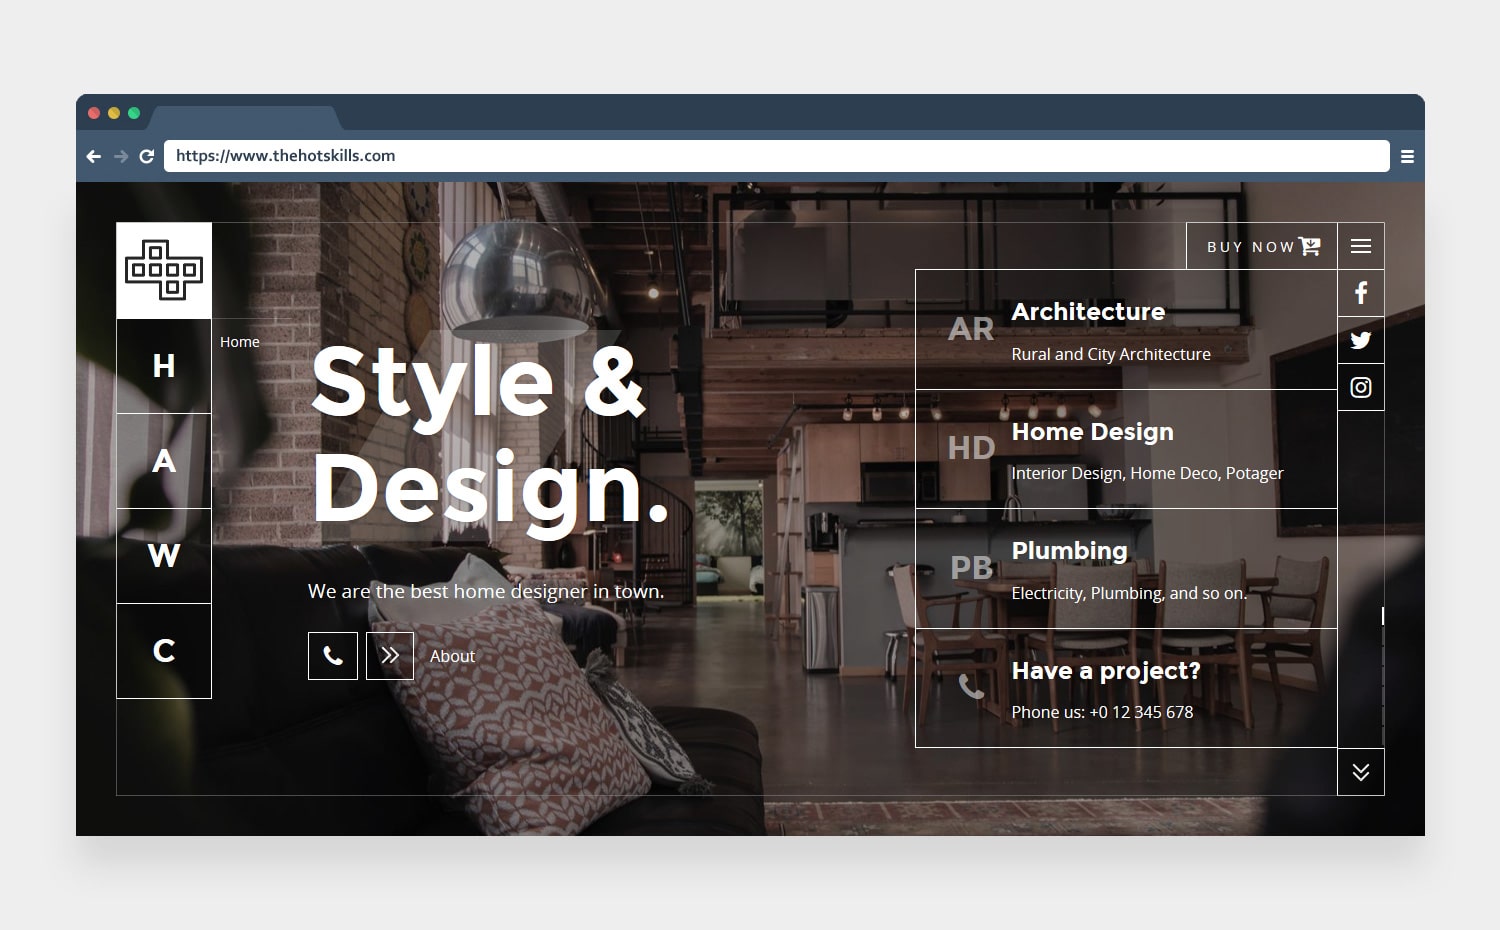 https://www.thehotskills.com
BUY NOW
H
Home
A
W
C
Style &
Design.
We are the best home designer in town.
About
AR
Architecture
Rural and City Architecture
HD
Home Design
Interior Design, Home Deco, Potager
PB
Plumbing
Electricity, Plumbing, and so on.
Have a project?
Phone us: +0 12 345 678